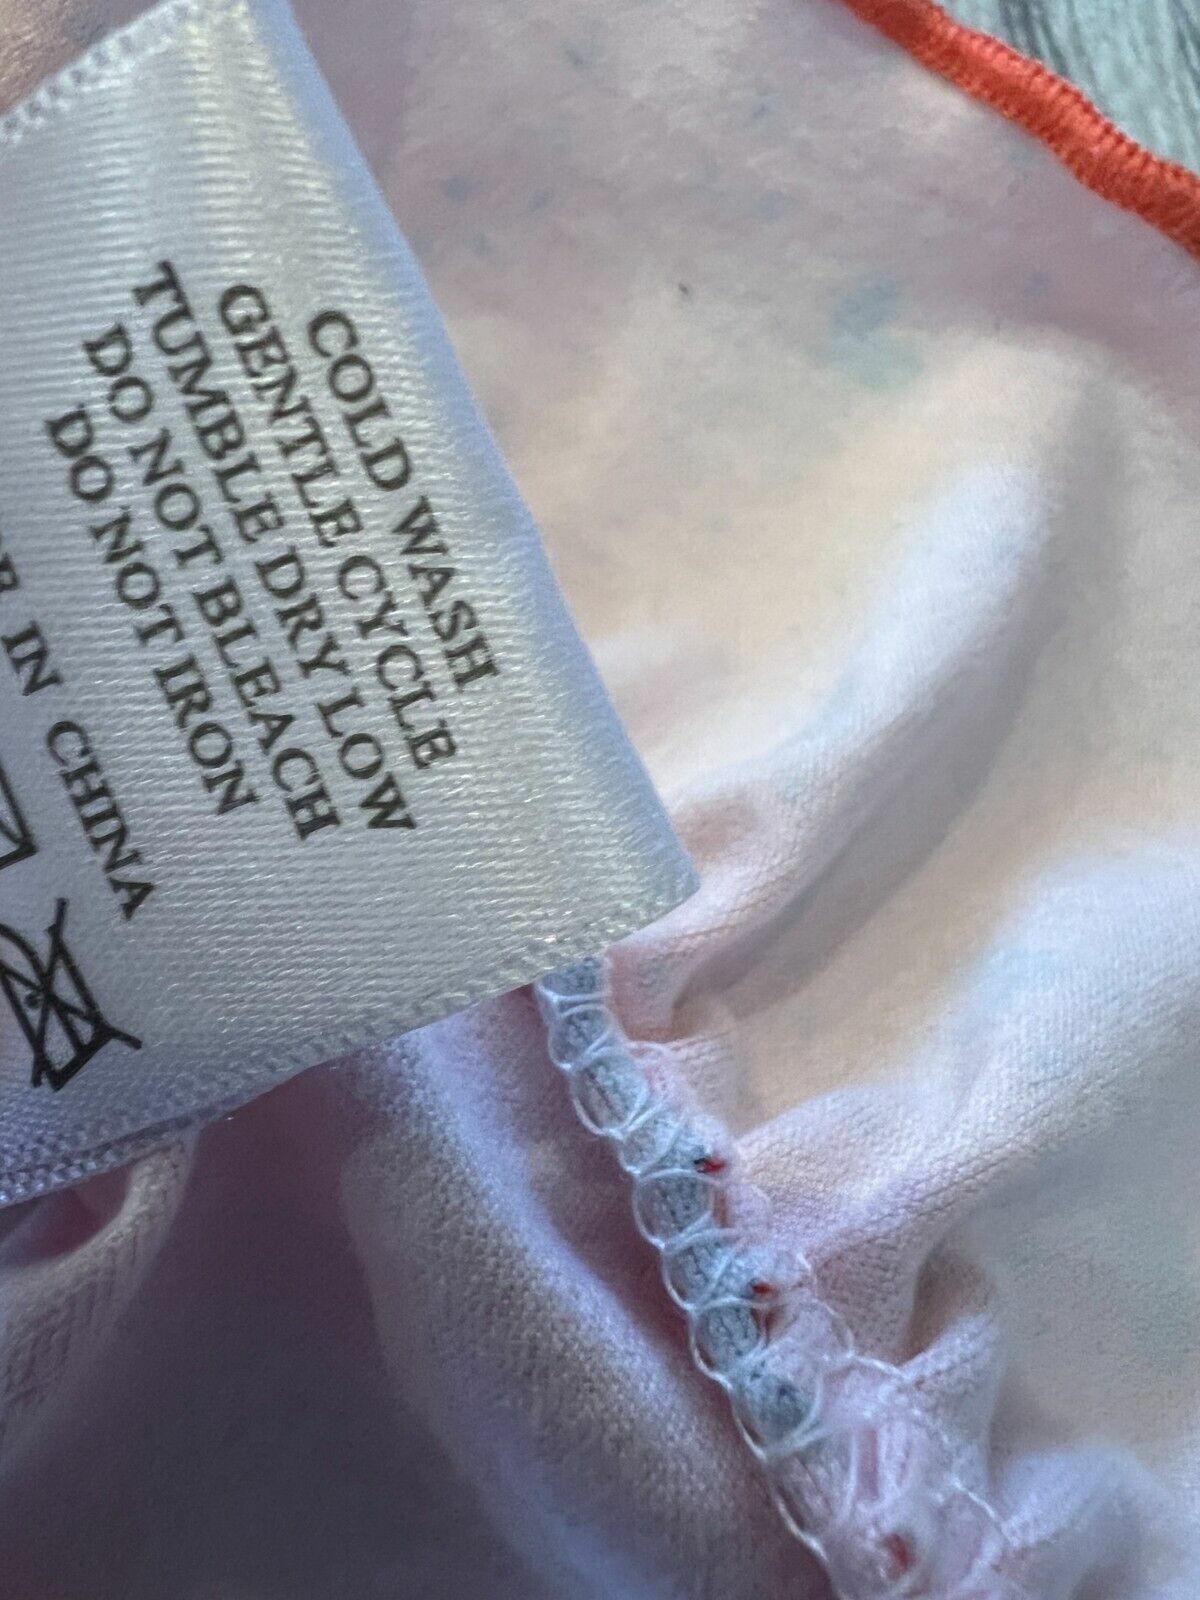 COLD WASH
GENTLE CYCLE
TUMBLE DRY LOW
DO NOT BLEACH
DO NOT IRON
IN CHINA